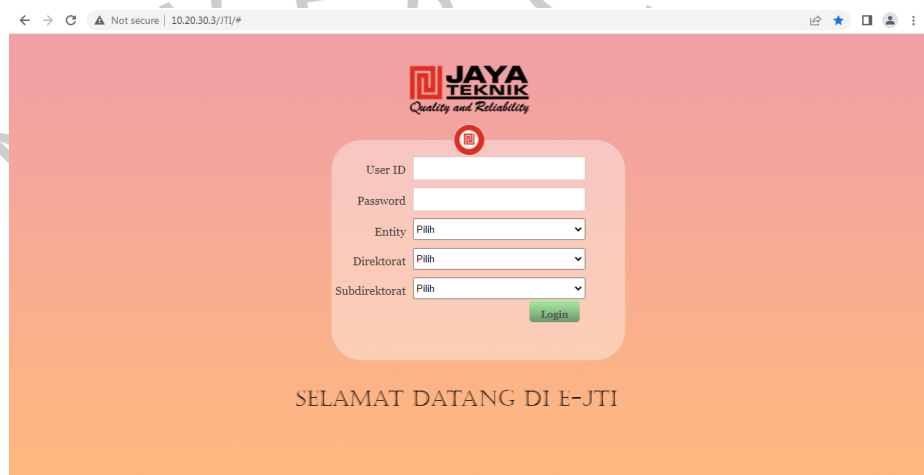 Not secure | 10.20.30.3/JTI/#
JAYA
TEKNIK
Quality and Reliability
User ID
Password
Entity Pilih
Direktorat Pilih
Subdirektorat Pilih
Login
SELAMAT DATANG DI E-JTI